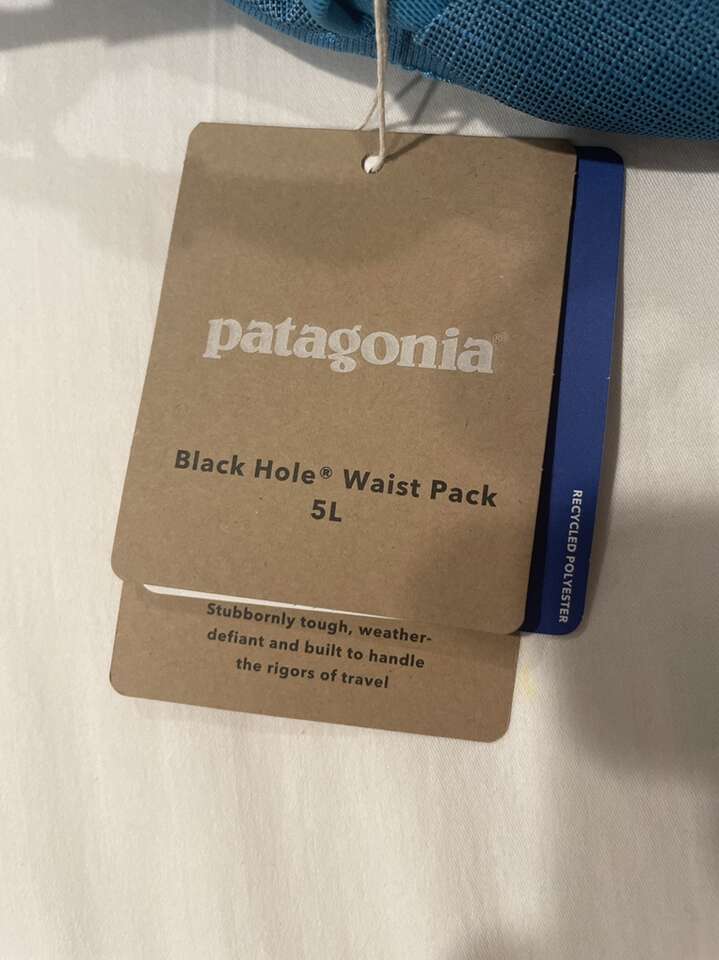 patagonia®
Black Hole® Waist Pack
5L
RECYCLED POLYESTER
Stubbornly tough, weather-
defiant and built to handle
the rigors of travel